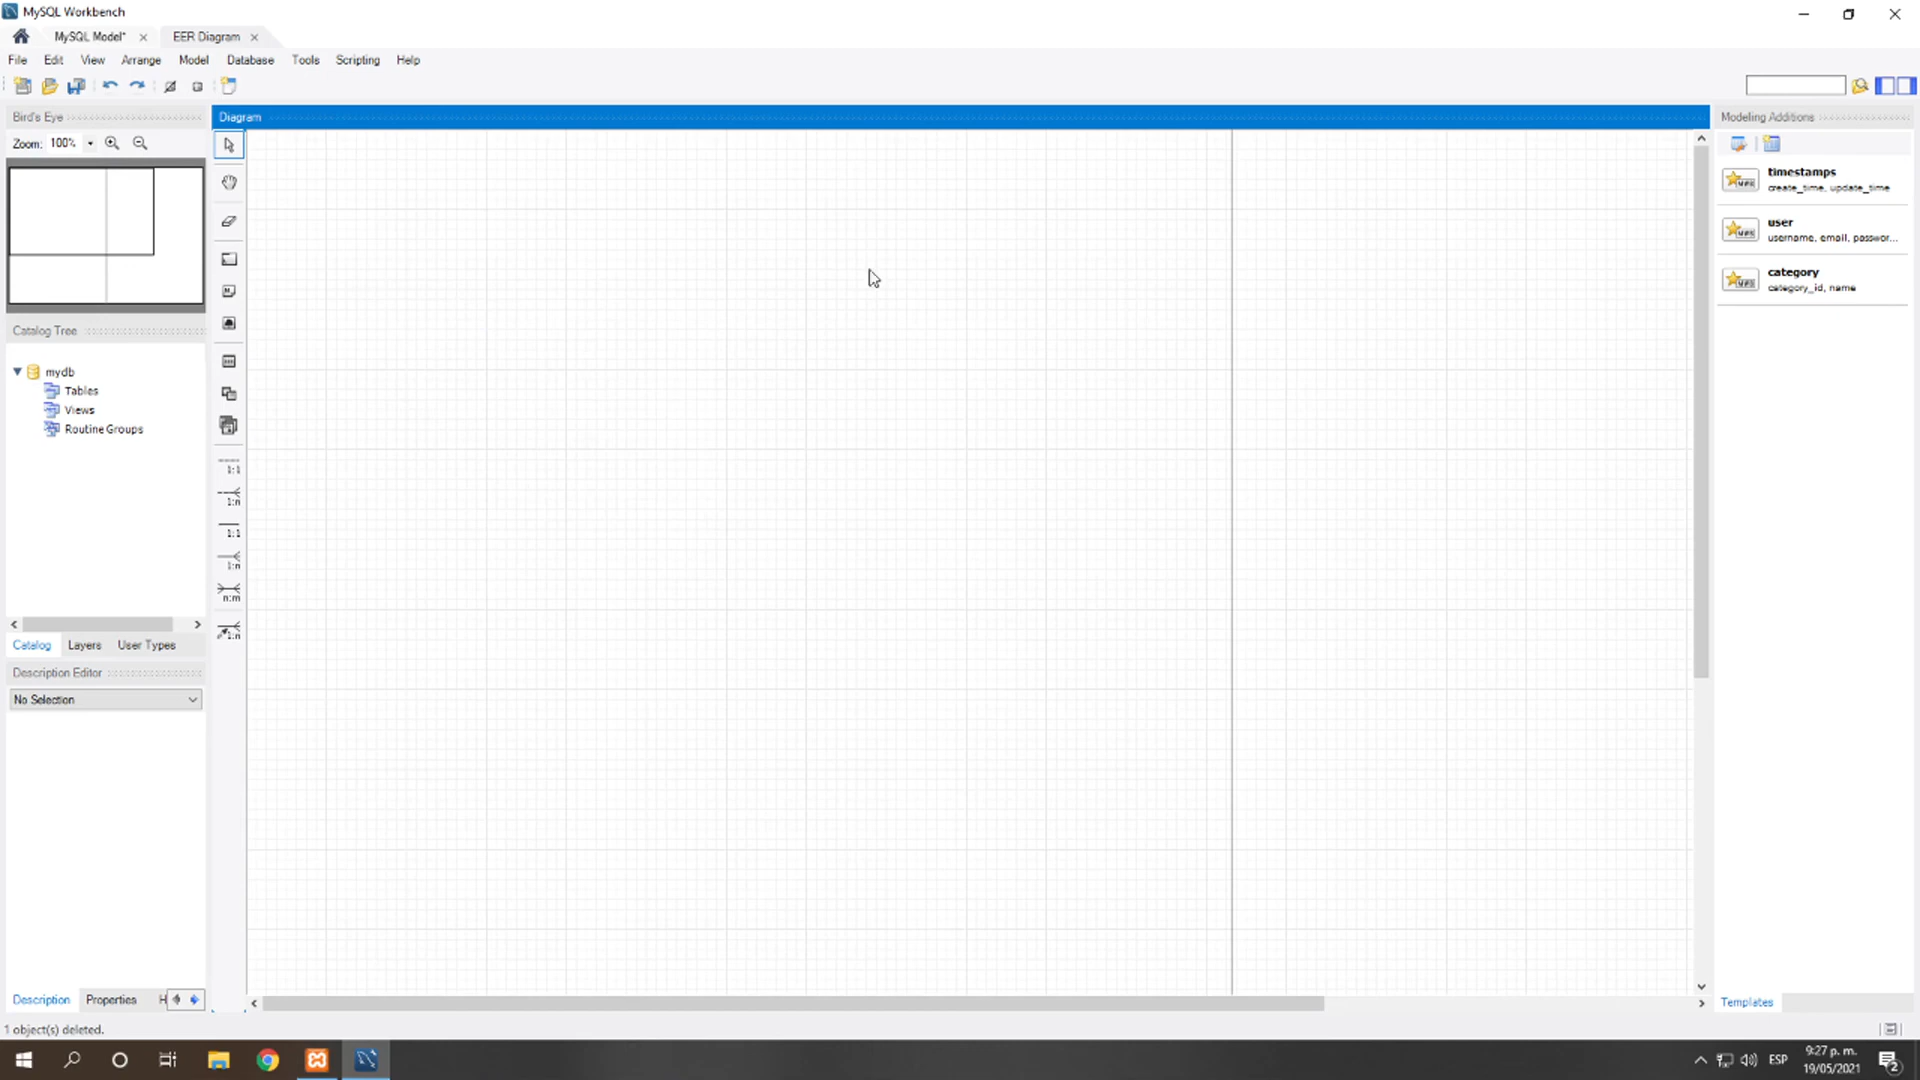 MySQL Workbench
MySQL Model*
EER Diagram
File Edit View Arrange Model Database Tools Scripting Help
Bird's Eye
Diagram
Modeling Additions
Zoom: 100%
timestamps
create_time, update_time
user
username, email, passwor...
category
category_id, name
Catalog Tree
mydb
Tables
Views
Routine Groups
1:1
1:n
1:1
1:n
n:m
1:n
Catalog Layers User Types
Description Editor
No Selection
Description Properties H
Templates
1 object(s) deleted.
ESP
9:27 p. m.
19/05/2021
2